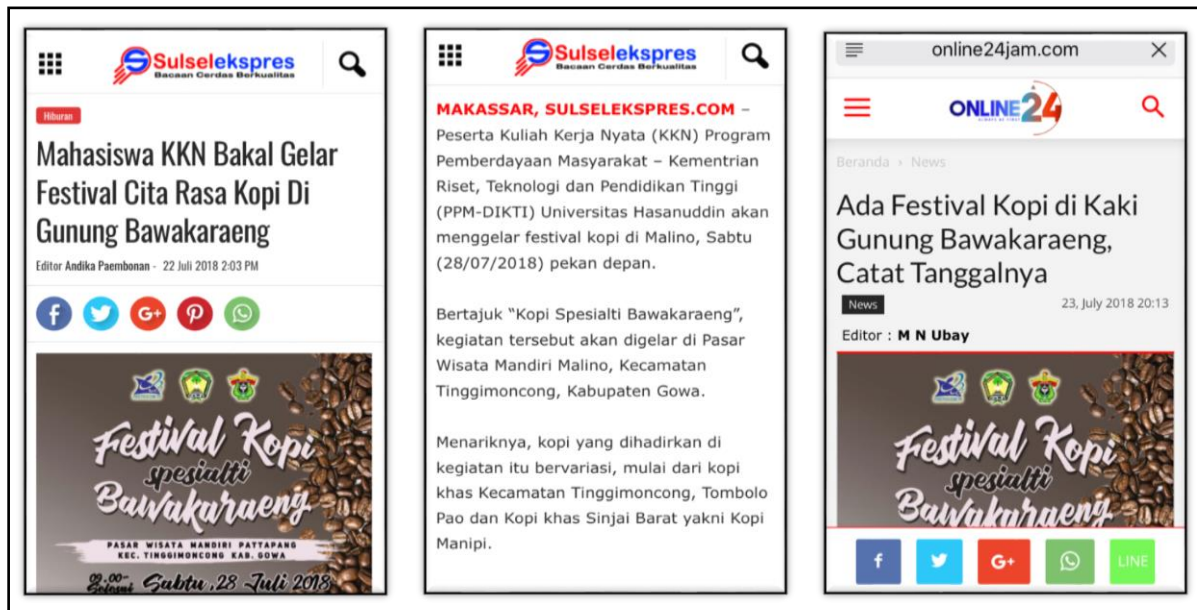 Sulselekspres
Bacaan Cerdas Berkualitas
Hiburan
Mahasiswa KKN Bakal Gelar
Festival Cita Rasa Kopi Di
Gunung Bawakaraeng
Editor Andika Paembonan - 22 Juli 2018 2:03 PM
G+
Festival Kopi
spesialti
Bawakaraeng
PASAR WISATA MANDIRI PATTAPANG
KEC. TINGGIMONCONG KAB. GOWA
09.00-
Selesai Sabtu, 28 Juli 2018
Sulselekspres
Bacaan Cerdas Berkualitas
MAKASSAR, SULSELEKSPRES.COM –
Peserta Kuliah Kerja Nyata (KKN) Program
Pemberdayaan Masyarakat – Kementrian
Riset, Teknologi dan Pendidikan Tinggi
(PPM-DIKTI) Universitas Hasanuddin akan
menggelar festival kopi di Malino, Sabtu
(28/07/2018) pekan depan.
Bertajuk “Kopi Spesialti Bawakaraeng”,
kegiatan tersebut akan digelar di Pasar
Wisata Mandiri Malino, Kecamatan
Tinggimoncong, Kabupaten Gowa.
Menariknya, kopi yang dihadirkan di
kegiatan itu bervariasi, mulai dari kopi
khas Kecamatan Tinggimoncong, Tombolo
Pao dan Kopi khas Sinjai Barat yakni Kopi
Manipi.
online24jam.com
ONLINE24
Beranda › News
Ada Festival Kopi di Kaki
Gunung Bawakaraeng,
Catat Tanggalnya
News 23, July 2018 20:13
Editor : M N Ubay
Festival Kopi
spesialti
Bawakaraeng
G+
LINE